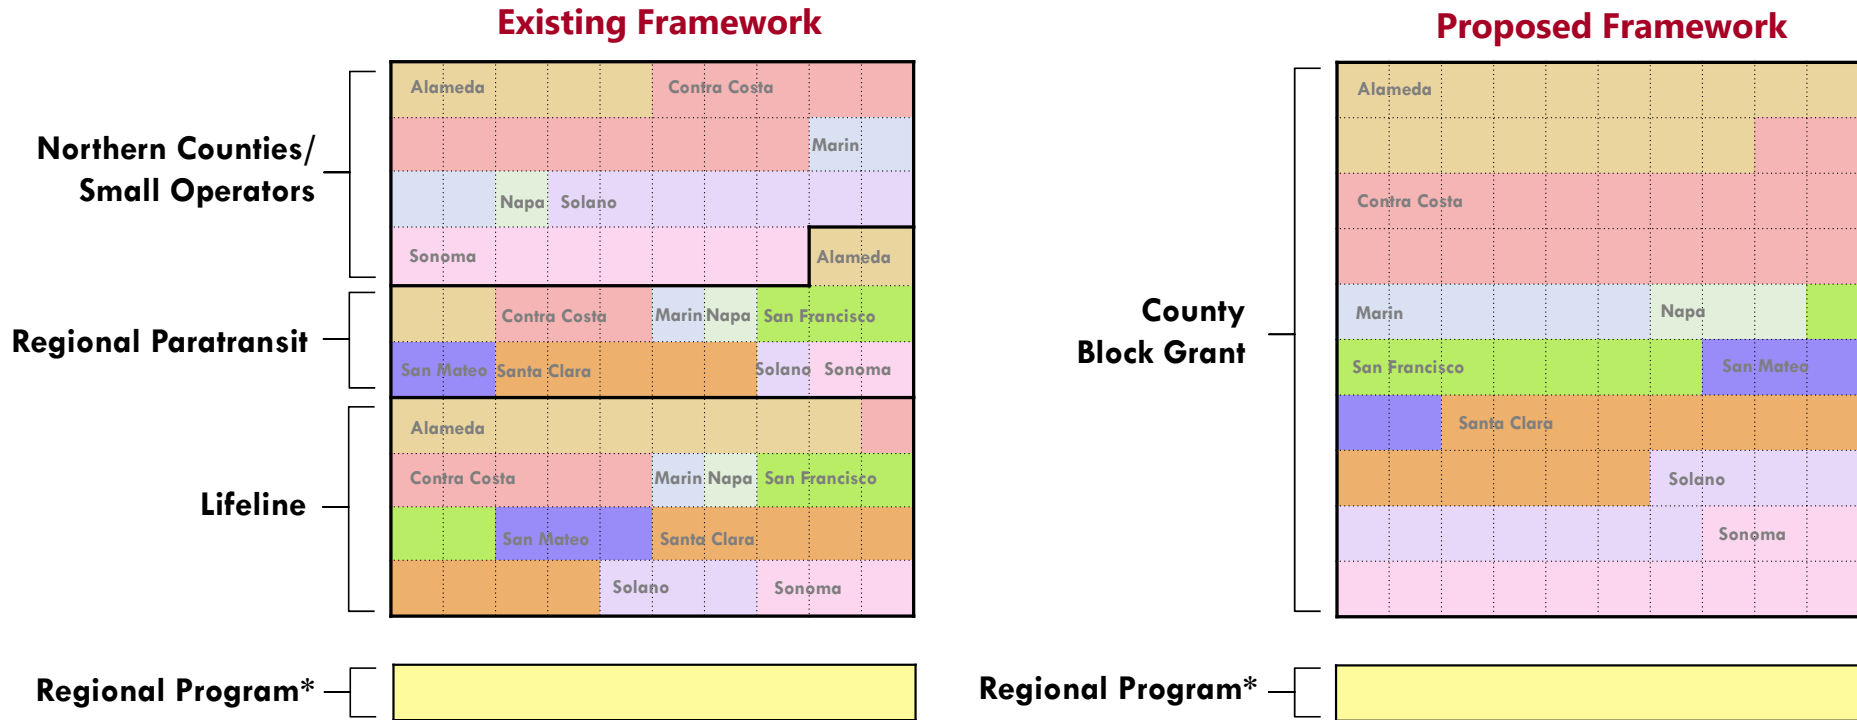 Existing Framework
Proposed Framework
Northern Counties/
Small Operators
Alameda
Contra Costa
Marin
Napa
Solano
Sonoma
Regional Paratransit
Alameda
Contra Costa
Marin
Napa
San Francisco
San Mateo
Santa Clara
Solano
Sonoma
Lifeline
Alameda
Contra Costa
Marin
Napa
San Francisco
San Mateo
Santa Clara
Solano
Sonoma
Regional Program*
County
Block Grant
Alameda
Contra Costa
Marin
Napa
San Francisco
San Mateo
Santa Clara
Solano
Sonoma
Regional Program*